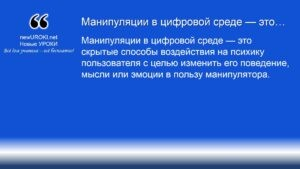 Манипуляции в цифровой среде — это…
newUROKI.net
Новые УРОКИ
Всё для учителя – всё бесплатно!
Манипуляции в цифровой среде — это
скрытые способы воздействия на психику
пользователя с целью изменить его поведение,
мысли или эмоции в пользу манипулятора.